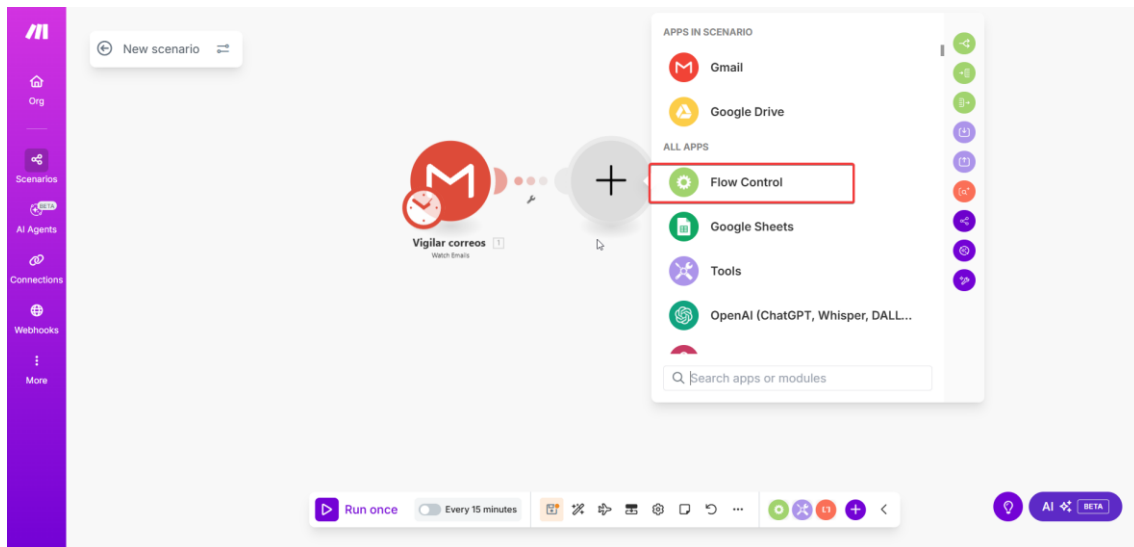 New scenario
Org
Scenarios
BETA
AI Agents
Connections
Webhooks
More
Vigilar correos 1
Watch Emails
APPS IN SCENARIO
Gmail
Google Drive
ALL APPS
Flow Control
Google Sheets
Tools
OpenAI (ChatGPT, Whisper, DALL...
Search apps or modules
Run once
Every 15 minutes
AI BETA